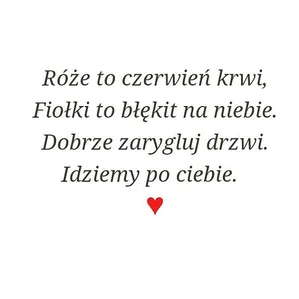 Róże to czerwień krwi,
Fiołki to błękit na niebie.
Dobrze zarygluj drzwi.
Idziemy po ciebie.